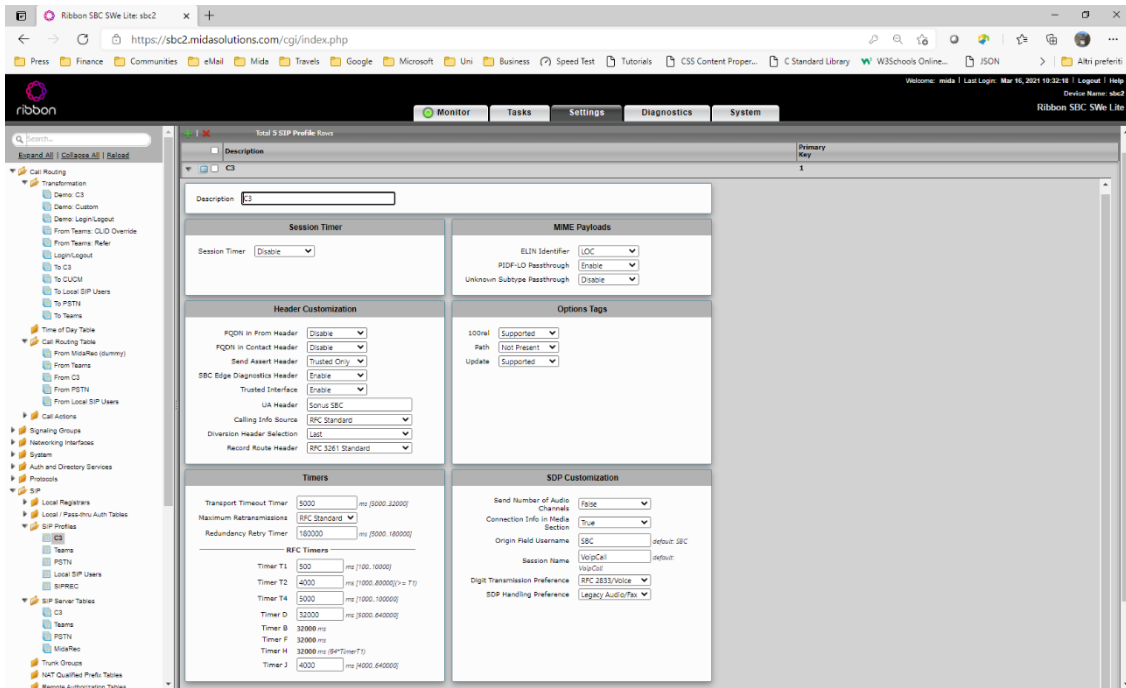 Ribbon SBC SWe Lite: sbc2
https://sbc2.midasolutions.com/cgi/index.php
Press Finance Communities eMail Mida Travels Google Microsoft Uni Business Speed Test Tutorials CSS Content Proper... C Standard Library W3Schools Online... JSON Altri preferiti
Welcome: mida | Last Login: Mar 16, 2021 10:32:18 | Logout | Help
Device Name: sbc2
ribbon
Ribbon SBC SWe Lite
Monitor Tasks Settings Diagnostics System
Search...
Expand All | Collapse All | Reload
Call Routing
Transformation
Demo: C3
Demo: Custom
Demo: Login/Logout
From Teams: CLID Override
From Teams: Refer
Login/Logout
To C3
To CUCM
To Local SIP Users
To PSTN
To Teams
Time of Day Table
Call Routing Table
From MidaRec (dummy)
From Teams
From C3
From PSTN
From Local SIP Users
Call Actions
Signaling Groups
Networking Interfaces
System
Auth and Directory Services
Protocols
SIP
Local Registrars
Local / Pass-thru Auth Tables
SIP Profiles
C3
Teams
PSTN
Local SIP Users
SIPREC
SIP Server Tables
C3
Teams
PSTN
MidaRec
Trunk Groups
NAT Qualified Prefix Tables
Remote Authorization Tables
Total 5 SIP Profile Rows
Description
Primary Key
C3
1
Description C3
Session Timer
Session Timer Disable
MIME Payloads
ELIN Identifier LOC
PIDF-LO Passthrough Enable
Unknown Subtype Passthrough Disable
Header Customization
FQDN in From Header Disable
FQDN in Contact Header Disable
Send Assert Header Trusted Only
SBC Edge Diagnostics Header Enable
Trusted Interface Enable
UA Header Sonus SBC
Calling Info Source RFC Standard
Diversion Header Selection Last
Record Route Header RFC 3261 Standard
Options Tags
100rel Supported
Path Not Present
Update Supported
Timers
Transport Timeout Timer 5000 ms [5000..32000]
Maximum Retransmissions RFC Standard
Redundancy Retry Timer 180000 ms [5000..180000]
RFC Timers
Timer T1 500 ms [100..10000]
Timer T2 4000 ms [1000..80000](>= T1)
Timer T4 5000 ms [1000..100000]
Timer D 32000 ms [5000..640000]
Timer B 32000 ms
Timer F 32000 ms
Timer H 32000 ms (64*TimerT1)
Timer J 4000 ms [4000..640000]
SDP Customization
Send Number of Audio Channels False
Connection Info in Media Section True
Origin Field Username SBC default: SBC
Session Name VoipCall default: VoipCall
Digit Transmission Preference RFC 2833/Voice
SDP Handling Preference Legacy Audio/Fax